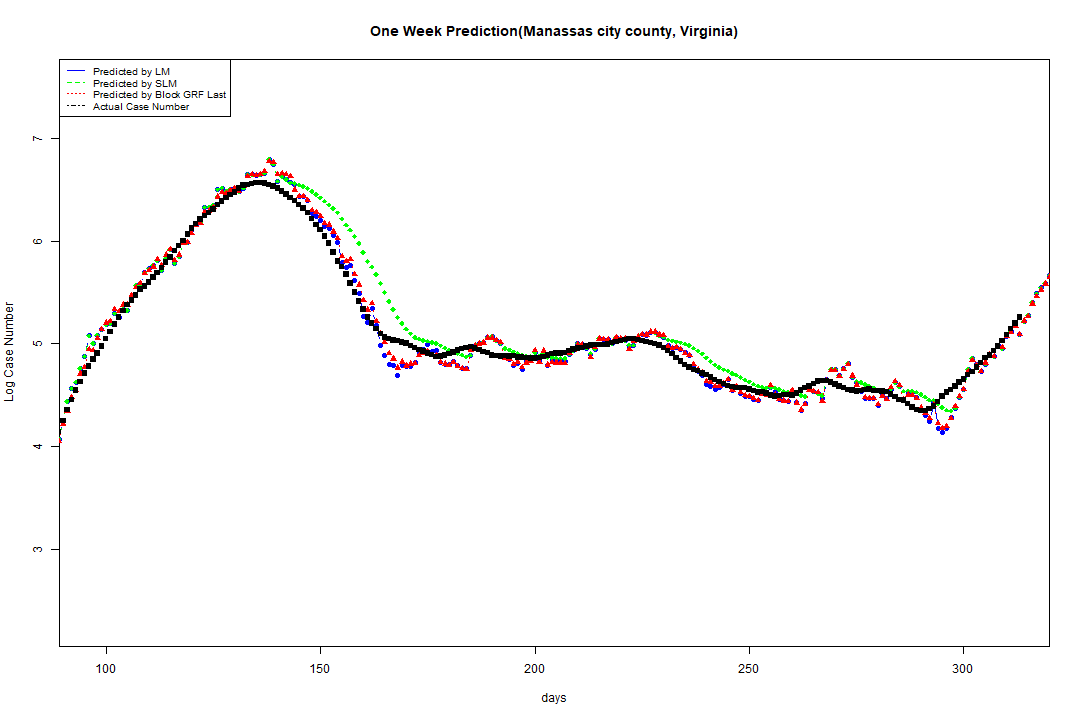 One Week Prediction(Manassas city county, Virginia)
Predicted by LM
Predicted by SLM
Predicted by Block GRF Last
Actual Case Number
7
6
5
4
3
Log Case Number
100 150 200 250 300
days